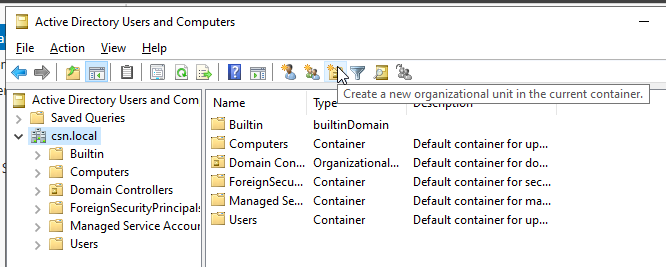 Active Directory Users and Computers
File Action View Help
Create a new organizational unit in the current container.
Active Directory Users and Com
Saved Queries
csn.local
Builtin
Computers
Domain Controllers
ForeignSecurityPrincipals
Managed Service Accour
Users
Name Type Description
Builtin builtinDomain
Computers Container Default container for up...
Domain Con... Organizational... Default container for do...
ForeignSecu... Container Default container for sec...
Managed Se... Container Default container for ma...
Users Container Default container for up...